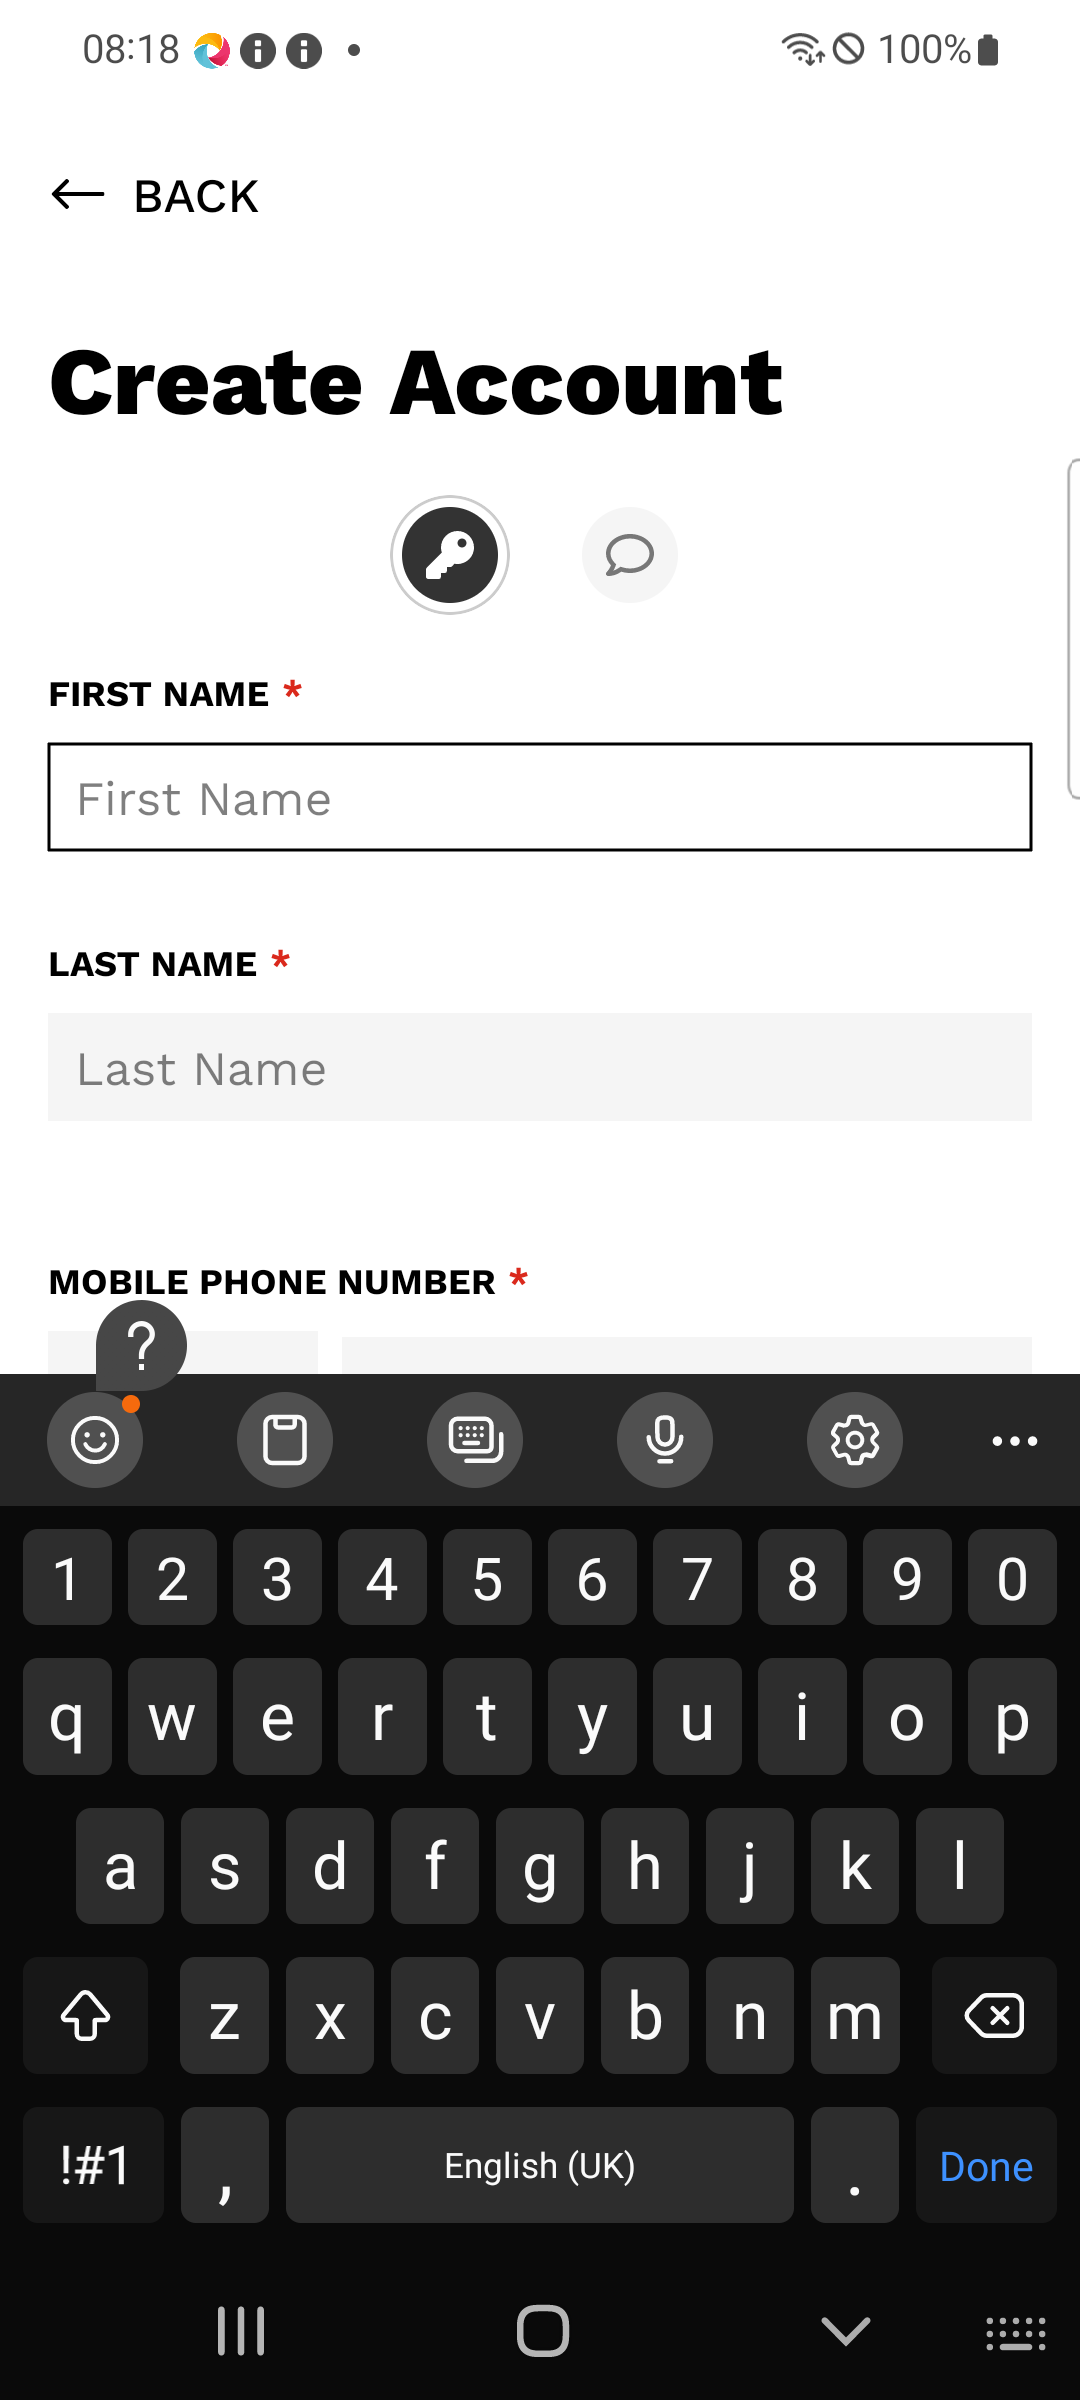 08:18 100%
BACK
Create Account
FIRST NAME *
First Name
LAST NAME *
Last Name
MOBILE PHONE NUMBER *
?
1 2 3 4 5 6 7 8 9 0
q w e r t y u i o p
a s d f g h j k l
z x c v b n m
!#1 , English (UK) . Done